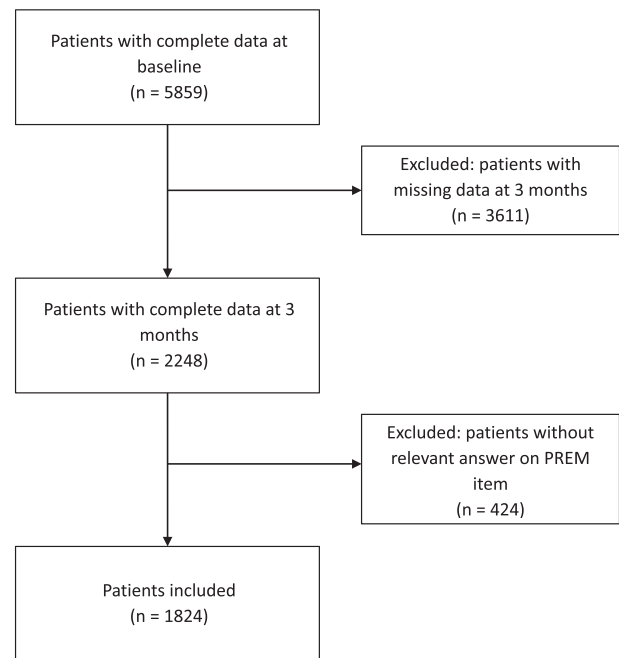 Patients with complete data at
baseline
(n = 5859)
Excluded: patients with
missing data at 3 months
(n = 3611)
Patients with complete data at 3
months
(n = 2248)
Excluded: patients without
relevant answer on PREM
item
(n = 424)
Patients included
(n = 1824)